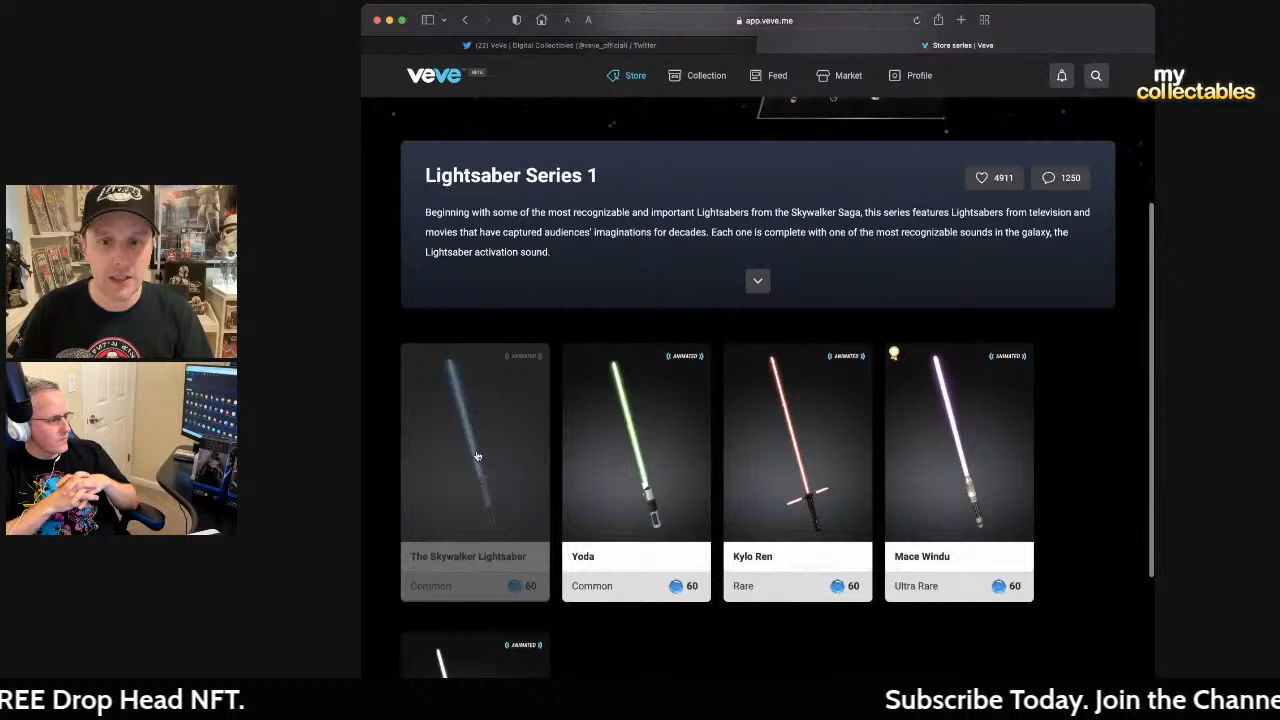 app.veve.me
A A
(22) VeVe | Digital Collectibles (@veve_official) / Twitter
Store series | Veve
veve BETA
Store
Collection
Feed
Market
Profile
my
collectables
Lightsaber Series 1
4911
1250
Beginning with some of the most recognizable and important Lightsabers from the Skywalker Saga, this series features Lightsabers from television and
movies that have captured audiences' imaginations for decades. Each one is complete with one of the most recognizable sounds in the galaxy, the
Lightsaber activation sound.
ANIMATED
ANIMATED
ANIMATED
ANIMATED
The Skywalker Lightsaber
Yoda
Kylo Ren
Mace Windu
Common 60
Common 60
Rare 60
Ultra Rare 60
ANIMATED
REE Drop Head NFT.
Subscribe Today. Join the Channe